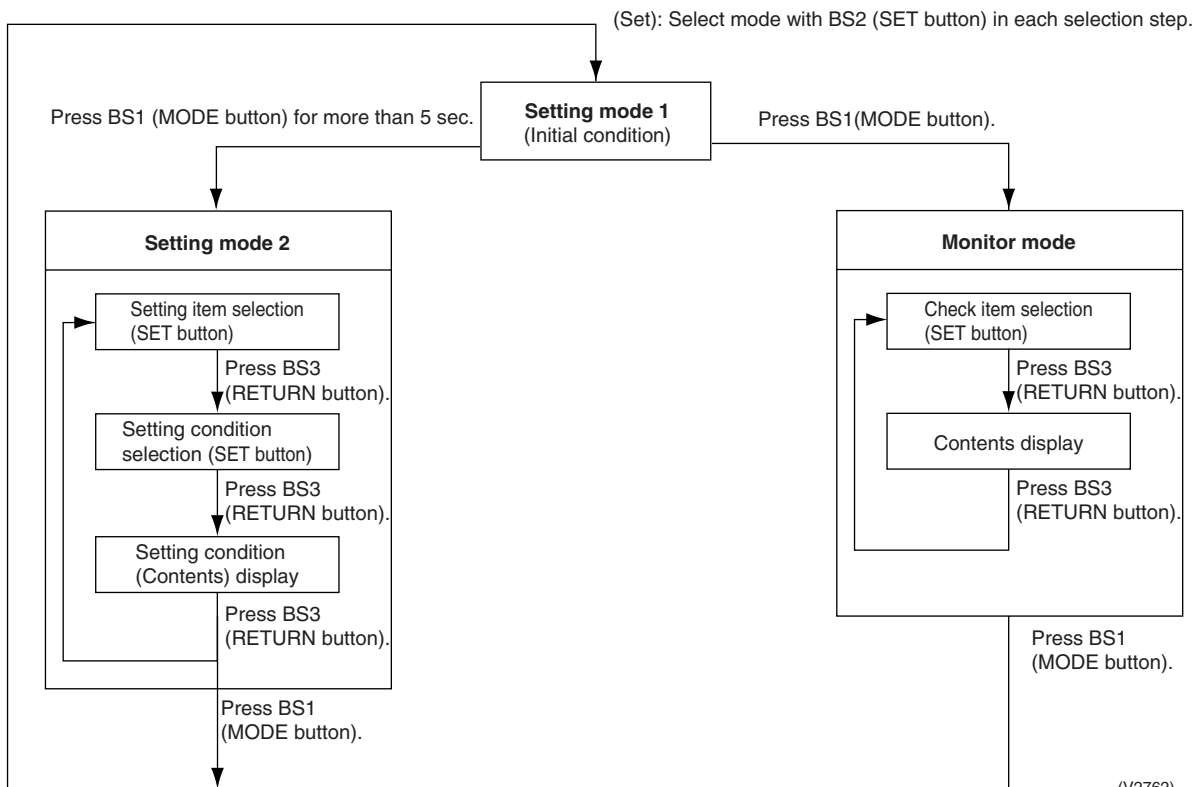 (Set): Select mode with BS2 (SET button) in each selection step.
Setting mode 1
(Initial condition)
Press BS1 (MODE button) for more than 5 sec.
Press BS1(MODE button).
Setting mode 2
Setting item selection
(SET button)
Press BS3
(RETURN button).
Setting condition
selection (SET button)
Press BS3
(RETURN button).
Setting condition
(Contents) display
Press BS3
(RETURN button).
Press BS1
(MODE button).
Monitor mode
Check item selection
(SET button)
Press BS3
(RETURN button).
Contents display
Press BS3
(RETURN button).
Press BS1
(MODE button).
(V2762)